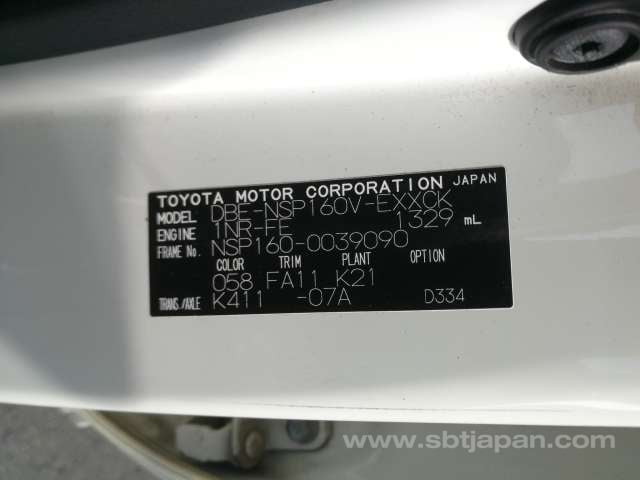 TOYOTA MOTOR CORPORATION JAPAN
MODEL DBE-NSP160V-EXXCK
ENGINE 1NR-FE 1329 mL
FRAME No. NSP160-0039090
COLOR TRIM PLANT OPTION
058 FA11 K21
TRANS./AXLE K411 -07A D334
www.sbtjapan.com